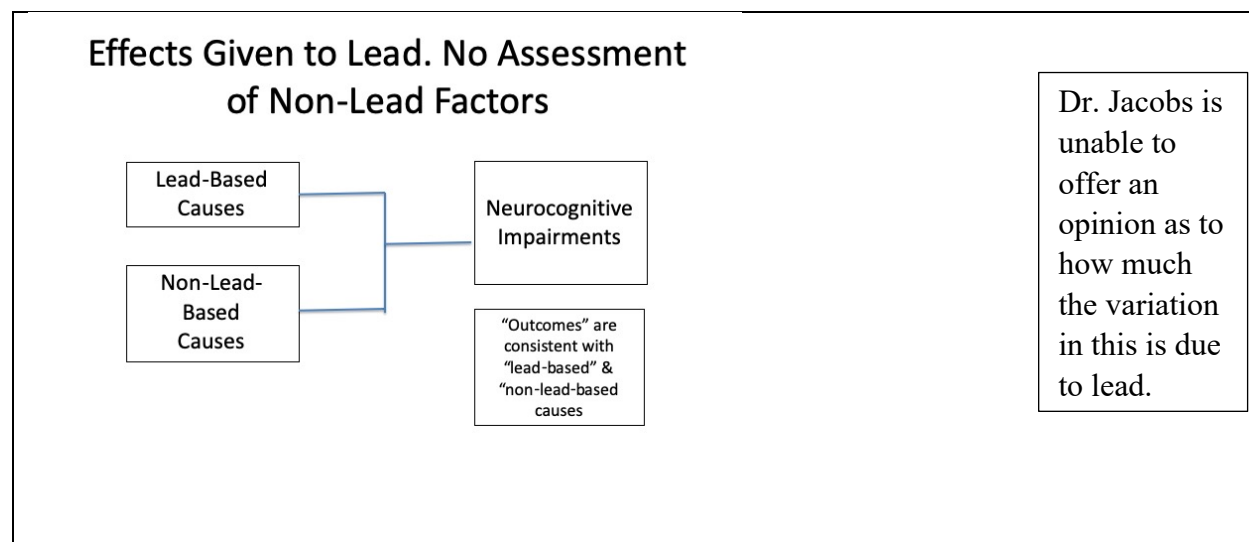 Effects Given to Lead. No Assessment
of Non-Lead Factors
Lead-Based
Causes
Non-Lead-
Based
Causes
Neurocognitive
Impairments
“Outcomes” are
consistent with
“lead-based” &
“non-lead-based
causes
Dr. Jacobs is
unable to
offer an
opinion as to
how much
the variation
in this is due
to lead.